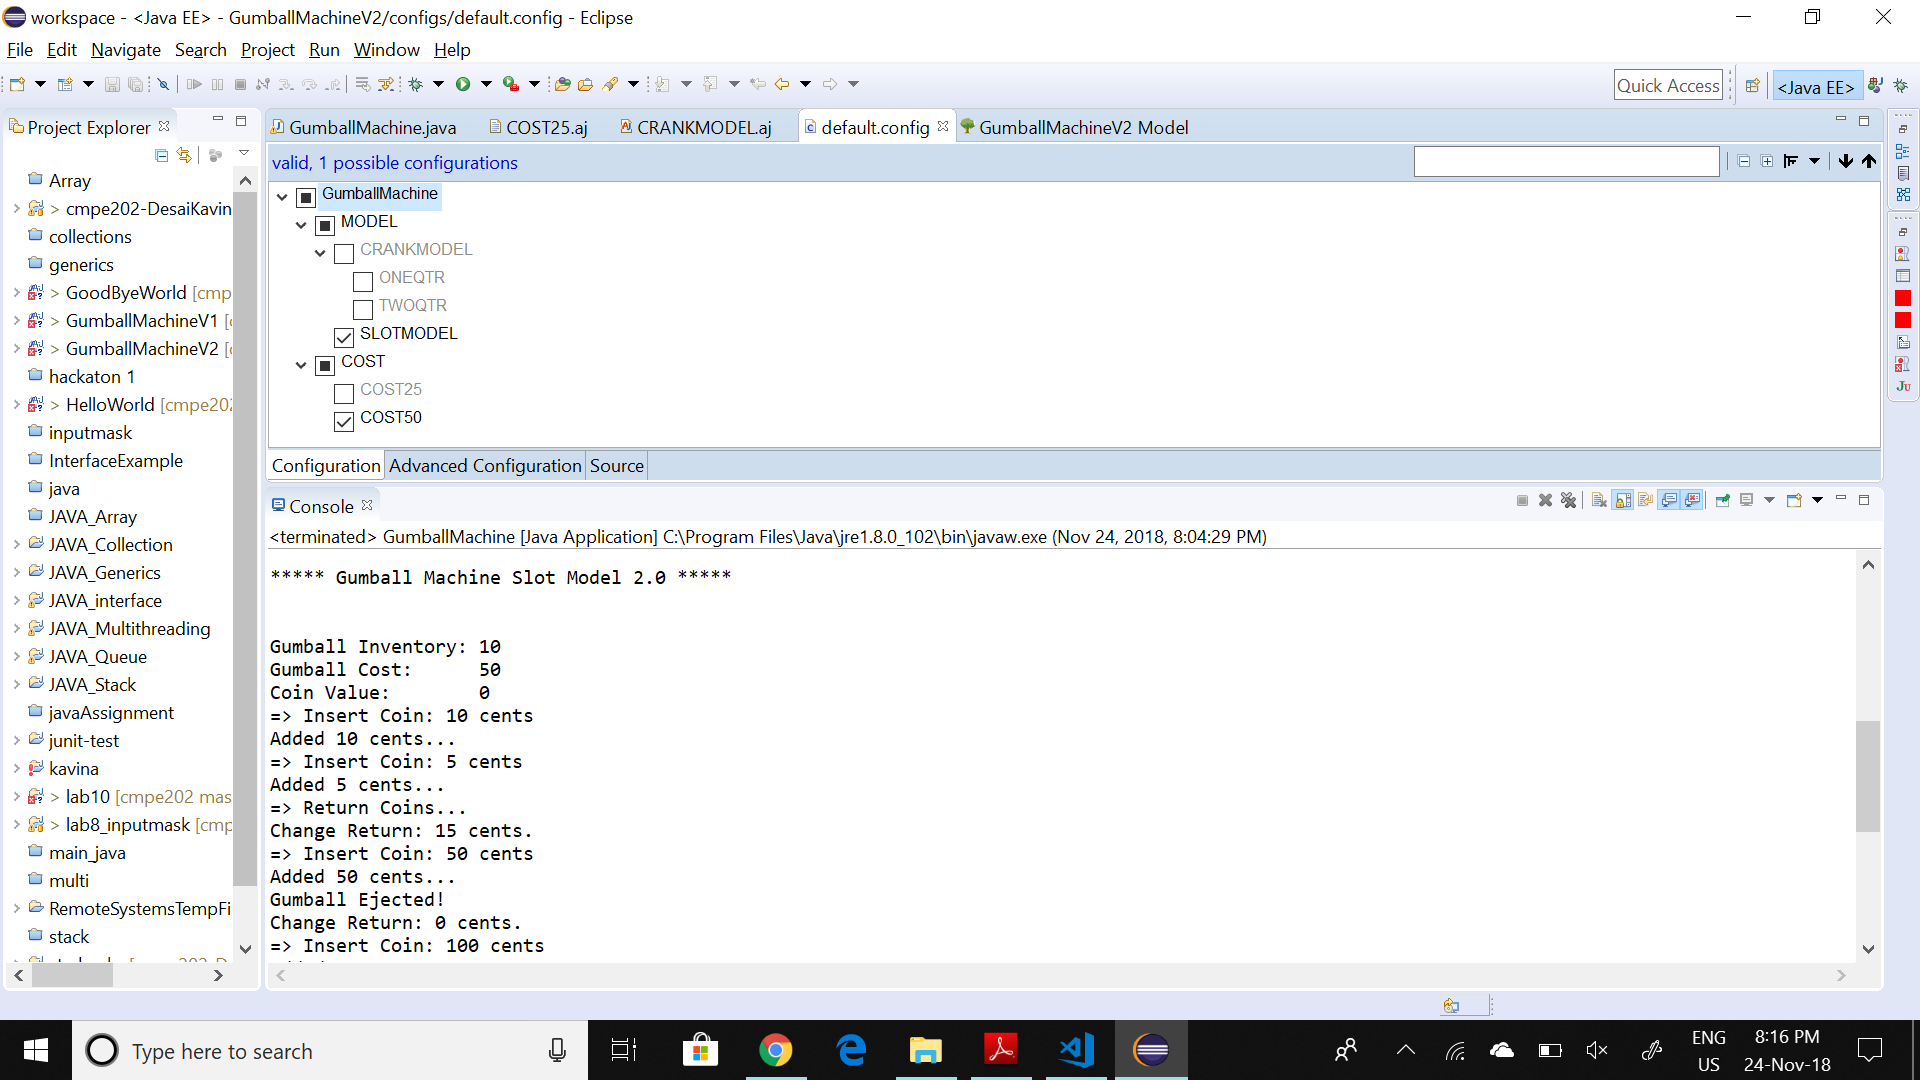 workspace - <Java EE> - GumballMachineV2/configs/default.config - Eclipse
File Edit Navigate Search Project Run Window Help
Quick Access <Java EE>
Project Explorer
Array
> cmpe202-DesaiKavin
collections
generics
> GoodByeWorld [cmp
> GumballMachineV1 [
> GumballMachineV2 [
hackaton 1
> HelloWorld [cmpe20
inputmask
InterfaceExample
java
JAVA_Array
JAVA_Collection
JAVA_Generics
JAVA_interface
JAVA_Multithreading
JAVA_Queue
JAVA_Stack
javaAssignment
junit-test
kavina
> lab10 [cmpe202 mas
> lab8_inputmask [cmp
main_java
multi
RemoteSystemsTempFi
stack
GumballMachine.java COST25.aj CRANKMODEL.aj default.config GumballMachineV2 Model
valid, 1 possible configurations
GumballMachine
MODEL
CRANKMODEL
ONEQTR
TWOQTR
SLOTMODEL
COST
COST25
COST50
Configuration Advanced Configuration Source
Console
<terminated> GumballMachine [Java Application] C:\Program Files\Java\jre1.8.0_102\bin\javaw.exe (Nov 24, 2018, 8:04:29 PM)
***** Gumball Machine Slot Model 2.0 *****
Gumball Inventory: 10
Gumball Cost: 50
Coin Value: 0
=> Insert Coin: 10 cents
Added 10 cents...
=> Insert Coin: 5 cents
Added 5 cents...
=> Return Coins...
Change Return: 15 cents.
=> Insert Coin: 50 cents
Added 50 cents...
Gumball Ejected!
Change Return: 0 cents.
=> Insert Coin: 100 cents
Ju
Type here to search
ENG
US
8:16 PM
24-Nov-18